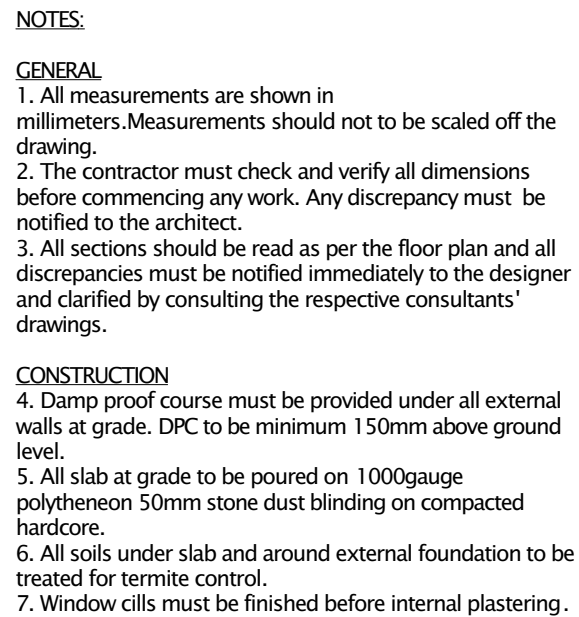 NOTES:
GENERAL
1. All measurements are shown in
millimeters.Measurements should not to be scaled off the
drawing.
2. The contractor must check and verify all dimensions
before commencing any work. Any discrepancy must  be
notified to the architect.
3. All sections should be read as per the floor plan and all
discrepancies must be notified immediately to the designer
and clarified by consulting the respective consultants'
drawings.
CONSTRUCTION
4. Damp proof course must be provided under all external
walls at grade. DPC to be minimum 150mm above ground
level.
5. All slab at grade to be poured on 1000gauge
polytheneon 50mm stone dust blinding on compacted
hardcore.
6. All soils under slab and around external foundation to be
treated for termite control.
7. Window cills must be finished before internal plastering.